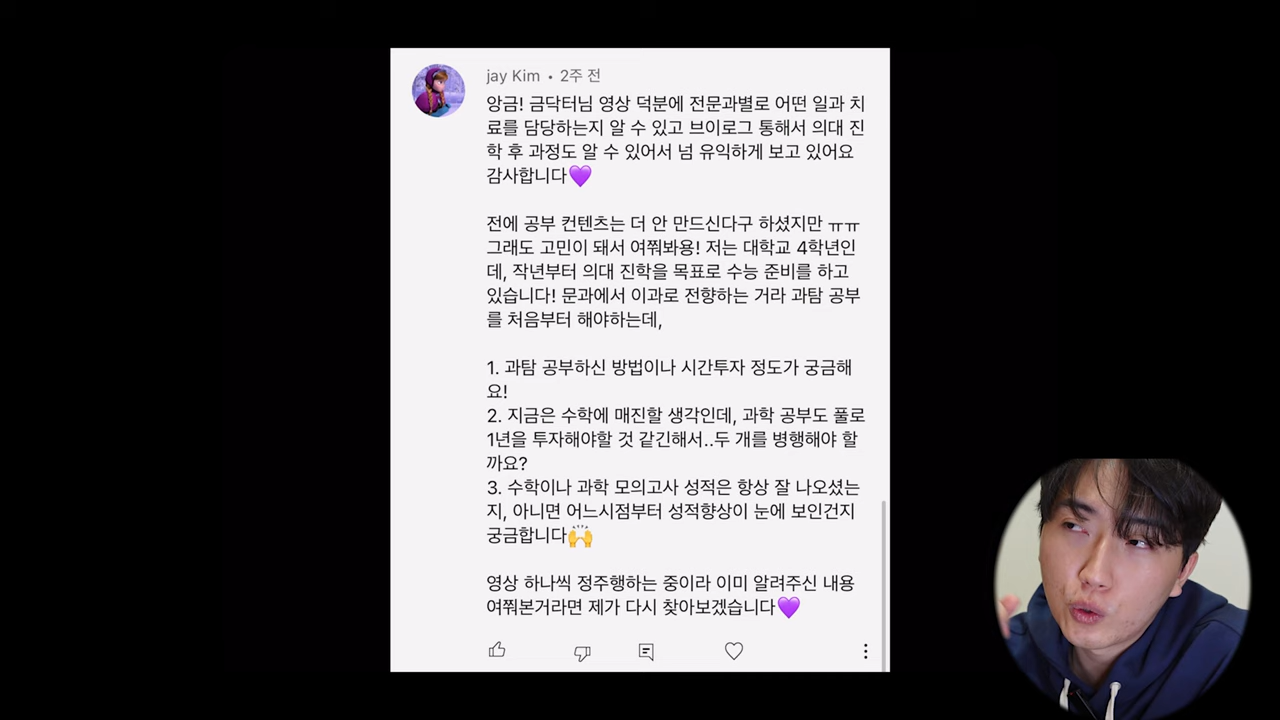 jay Kim • 2주 전
앙금! 금닥터님 영상 덕분에 전문과별로 어떤 일과 치
료를 담당하는지 알 수 있고 브이로그 통해서 의대 진
학 후 과정도 알 수 있어서 넘 유익하게 보고 있어요
감사합니다💜
전에 공부 컨텐츠는 더 안 만드신다구 하셨지만 ㅠㅠ
그래도 고민이 돼서 여쭤봐용! 저는 대학교 4학년인
데, 작년부터 의대 진학을 목표로 수능 준비를 하고
있습니다! 문과에서 이과로 전향하는 거라 과탐 공부
를 처음부터 해야하는데,
1. 과탐 공부하신 방법이나 시간투자 정도가 궁금해
요!
2. 지금은 수학에 매진할 생각인데, 과학 공부도 풀로
1년을 투자해야할 것 같긴해서..두 개를 병행해야 할
까요?
3. 수학이나 과학 모의고사 성적은 항상 잘 나오셨는
지, 아니면 어느시점부터 성적향상이 눈에 보인건지
궁금합니다🙌
영상 하나씩 정주행하는 중이라 이미 알려주신 내용
여쭤본거라면 제가 다시 찾아보겠습니다💜